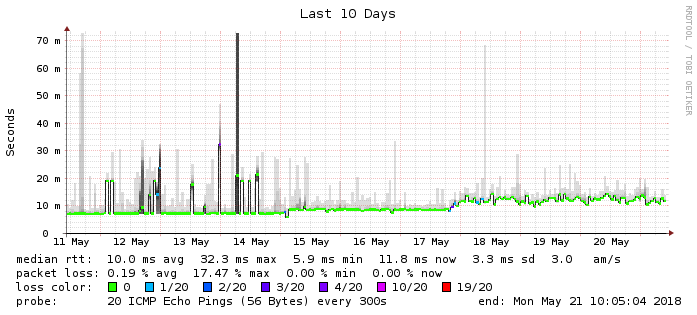 Last 10 Days
RRDTOOL / TOBI OETIKER
Seconds
70 m
60 m
50 m
40 m
30 m
20 m
10 m
0
11 May 12 May 13 May 14 May 15 May 16 May 17 May 18 May 19 May 20 May
median rtt: 10.0 ms avg 32.3 ms max 5.9 ms min 11.8 ms now 3.3 ms sd 3.0 am/s
packet loss: 0.19 % avg 17.47 % max 0.00 % min 0.00 % now
loss color: 0 1/20 2/20 3/20 4/20 10/20 19/20
probe: 20 ICMP Echo Pings (56 Bytes) every 300s end: Mon May 21 10:05:04 2018